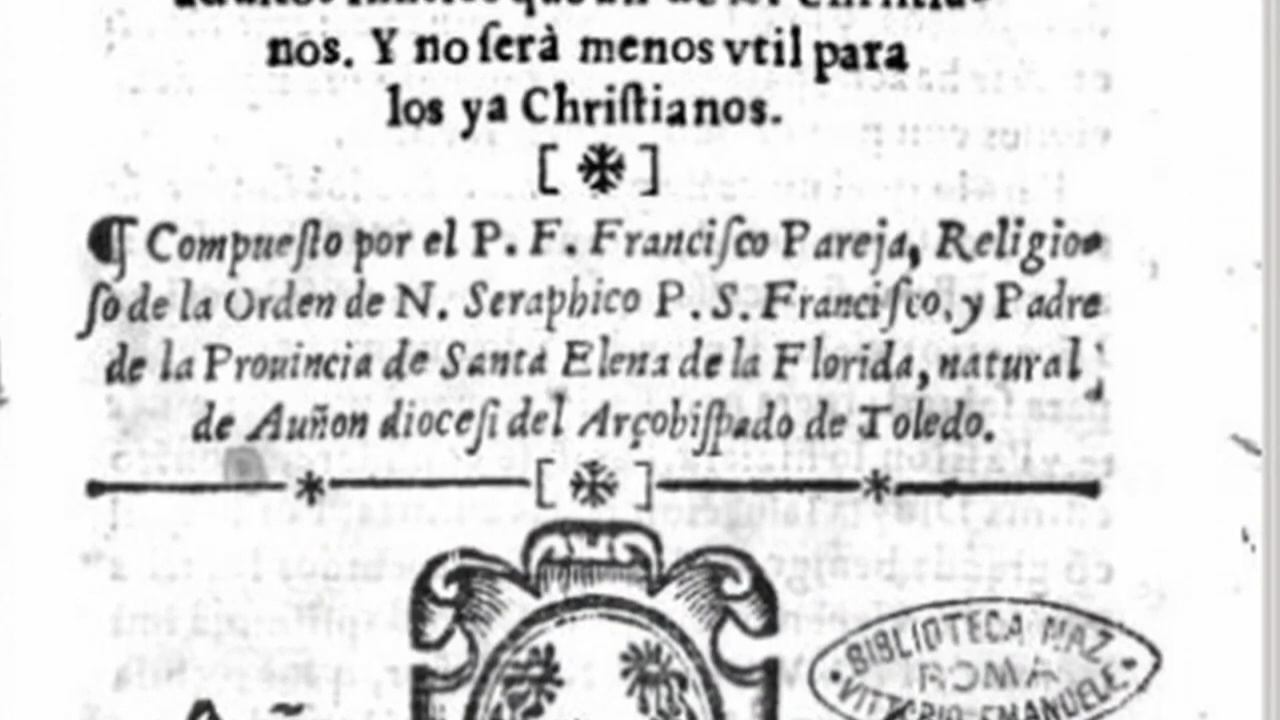 nos. Y no ſerà menos vtil para
los ya Chriſtianos.
[ ❇ ]
¶ Compueſto por el P. F. Franciſco Pareja, Religio-
ſo de la Orden de N. Seraphico P. S. Franciſco, y Padre
de la Prouincia de Santa Elena de la Florida, natural
de Auñon dioceſi del Arçobiſpado de Toledo.
* [ ❇ ] *
BIBLIOTECA NAZ.
ROMA
VITTORIO EMANUELE